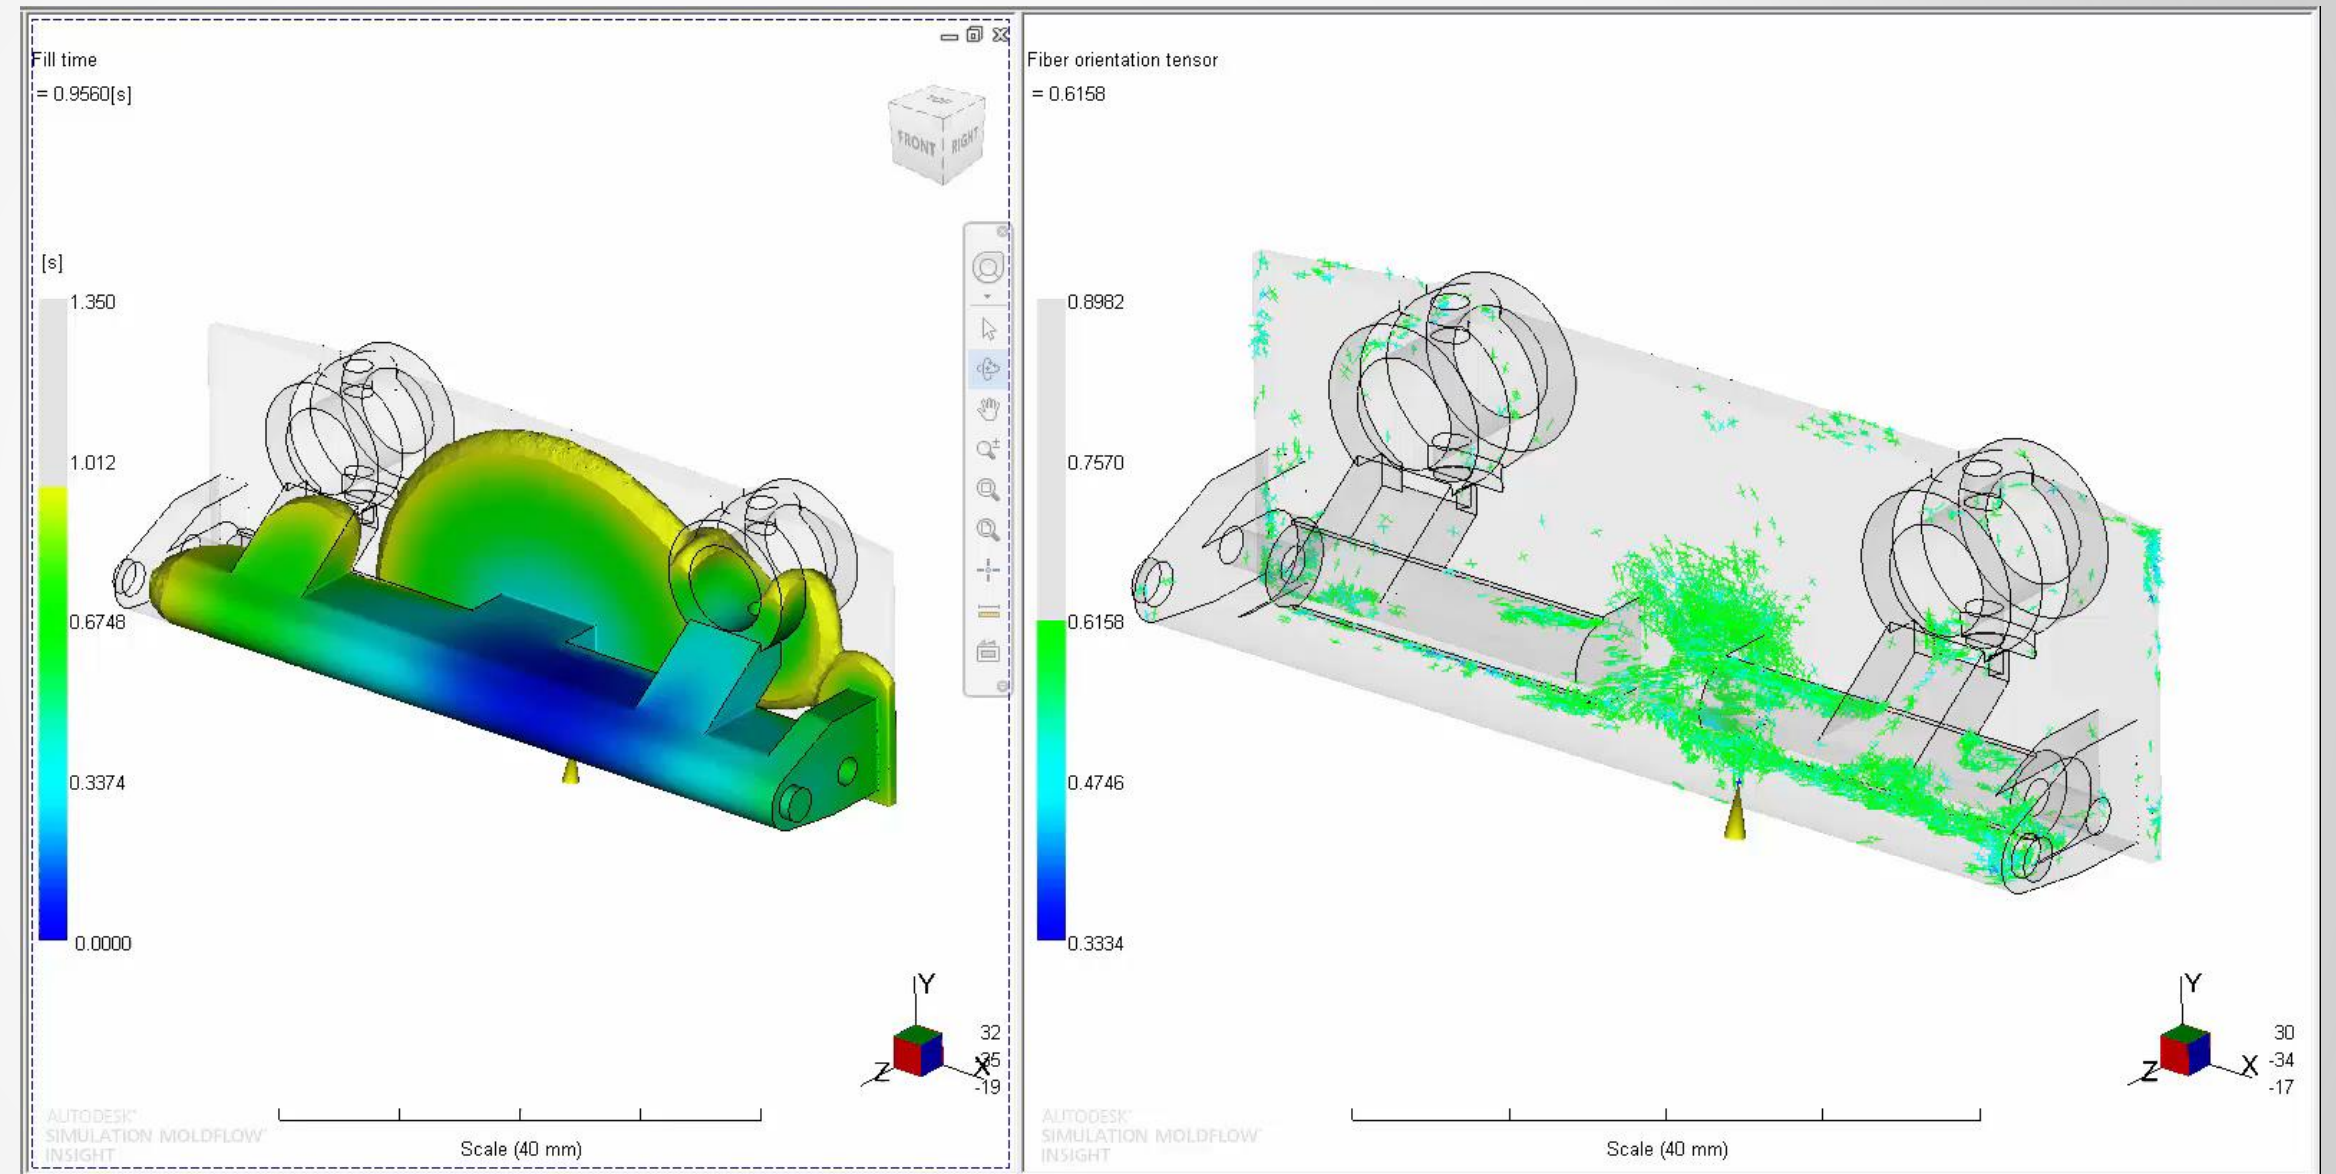 Fill time
= 0.9560[s]
TOP
FRONT
RIGHT
[s]
1.350
1.012
0.6748
0.3374
0.0000
Y
Z
X
32
-19
AUTODESK®
SIMULATION MOLDFLOW®
INSIGHT
Scale (40 mm)
Fiber orientation tensor
= 0.6158
0.8982
0.7570
0.6158
0.4746
0.3334
Y
Z
X
30
-34
-17
AUTODESK®
SIMULATION MOLDFLOW®
INSIGHT
Scale (40 mm)